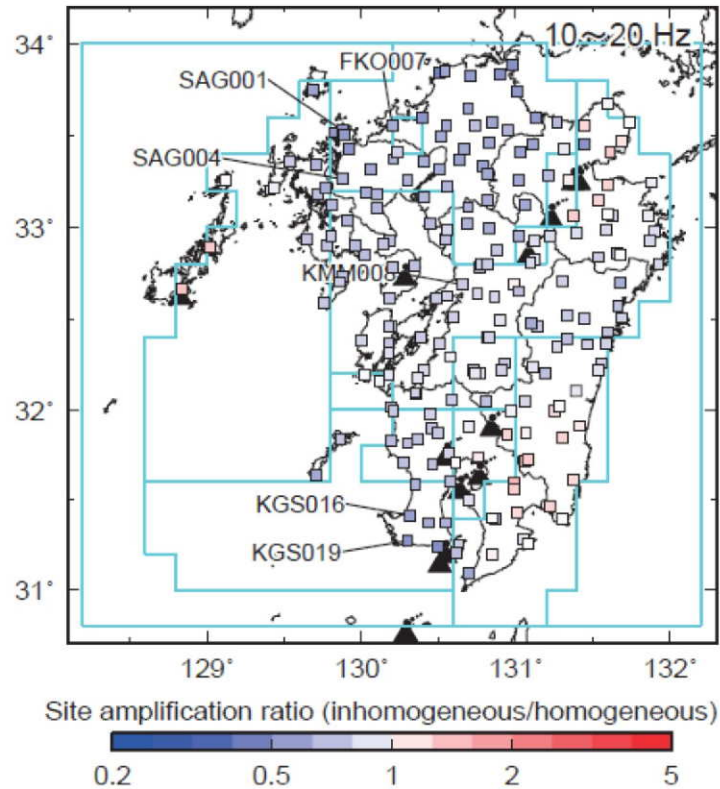 34°
10~20 Hz
FKO007
SAG001
SAG004
33°
KMM008
32°
KGS016
KGS019
31°
129° 130° 131° 132°
Site amplification ratio (inhomogeneous/homogeneous)
0.2 0.5 1 2 5